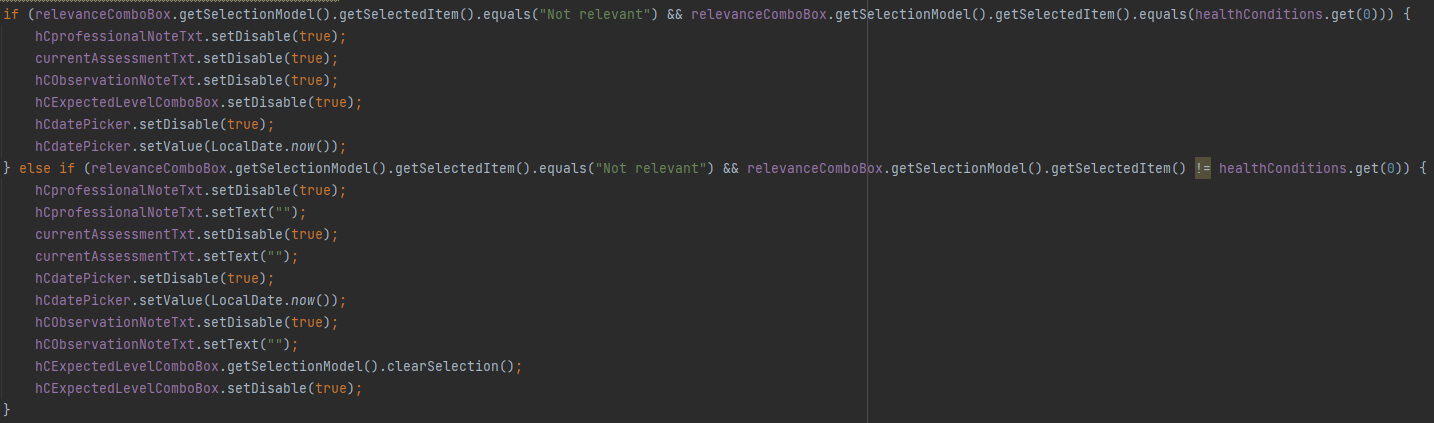 if (relevanceComboBox.getSelectionModel().getSelectedItem().equals("Not relevant") && relevanceComboBox.getSelectionModel().getSelectedItem().equals(healthConditions.get(0))) {
    hCprofessionalNoteTxt.setDisable(true);
    currentAssessmentTxt.setDisable(true);
    hCObservationNoteTxt.setDisable(true);
    hCExpectedLevelComboBox.setDisable(true);
    hCdatePicker.setDisable(true);
    hCdatePicker.setValue(LocalDate.now());
} else if (relevanceComboBox.getSelectionModel().getSelectedItem().equals("Not relevant") && relevanceComboBox.getSelectionModel().getSelectedItem() != healthConditions.get(0)) {
    hCprofessionalNoteTxt.setDisable(true);
    hCprofessionalNoteTxt.setText("");
    currentAssessmentTxt.setDisable(true);
    currentAssessmentTxt.setText("");
    hCdatePicker.setDisable(true);
    hCdatePicker.setValue(LocalDate.now());
    hCObservationNoteTxt.setDisable(true);
    hCObservationNoteTxt.setText("");
    hCExpectedLevelComboBox.getSelectionModel().clearSelection();
    hCExpectedLevelComboBox.setDisable(true);
}